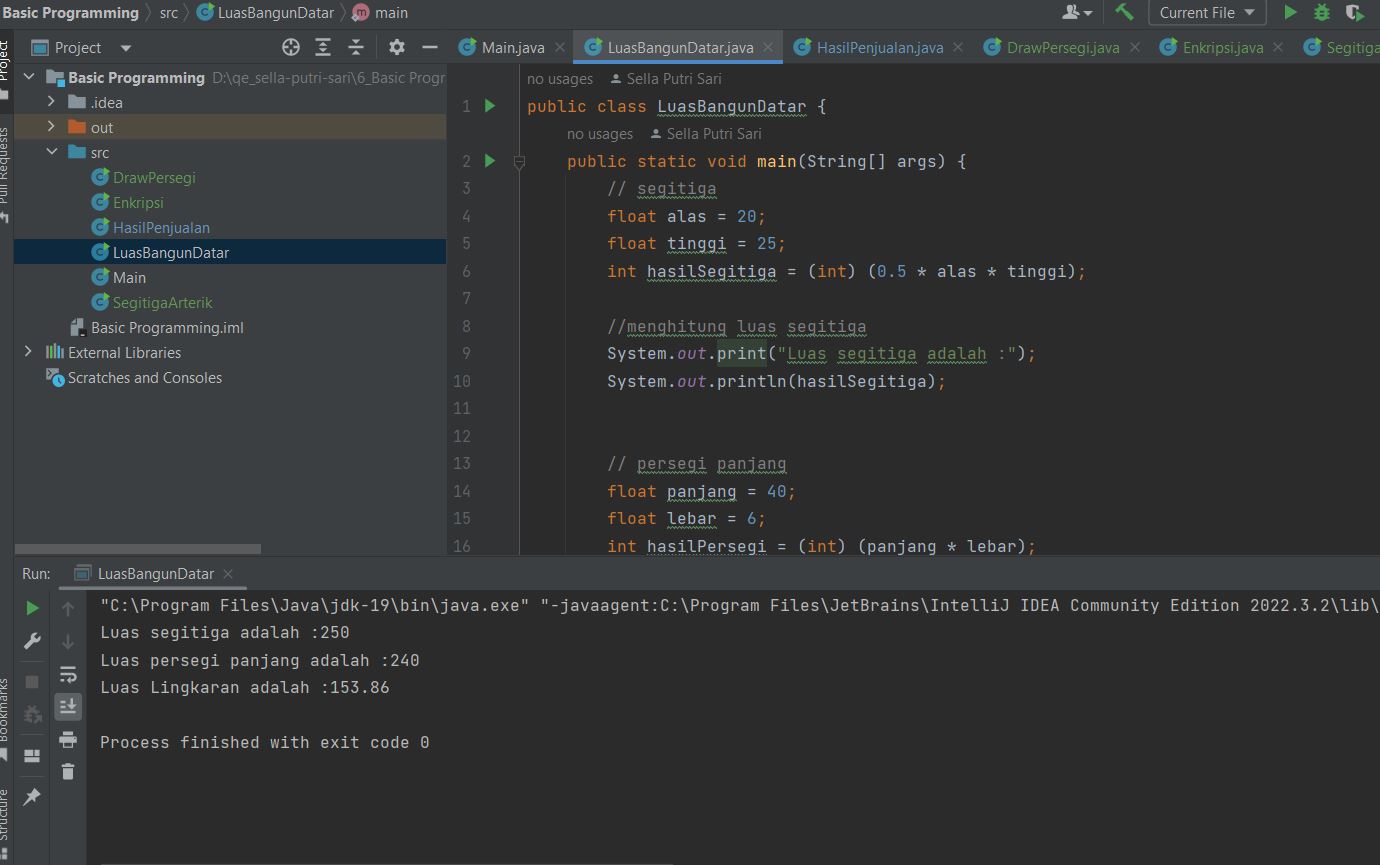 Basic Programming src LuasBangunDatar main Current File
Project
Main.java LuasBangunDatar.java HasilPenjualan.java DrawPersegi.java Enkripsi.java Segitiga
Project
Pull Requests
Bookmarks
Structure
Basic Programming D:\qe_sella-putri-sari\6_Basic Progr
.idea
out
src
DrawPersegi
Enkripsi
HasilPenjualan
LuasBangunDatar
Main
SegitigaArterik
Basic Programming.iml
External Libraries
Scratches and Consoles
no usages Sella Putri Sari
1 public class LuasBangunDatar {
no usages Sella Putri Sari
2 public static void main(String[] args) {
3 // segitiga
4 float alas = 20;
5 float tinggi = 25;
6 int hasilSegitiga = (int) (0.5 * alas * tinggi);
7
8 //menghitung luas segitiga
9 System.out.print("Luas segitiga adalah :");
10 System.out.println(hasilSegitiga);
11
12
13 // persegi panjang
14 float panjang = 40;
15 float lebar = 6;
16 int hasilPersegi = (int) (panjang * lebar);
Run: LuasBangunDatar
"C:\Program Files\Java\jdk-19\bin\java.exe" "-javaagent:C:\Program Files\JetBrains\IntelliJ IDEA Community Edition 2022.3.2\lib\
Luas segitiga adalah :250
Luas persegi panjang adalah :240
Luas Lingkaran adalah :153.86
Process finished with exit code 0